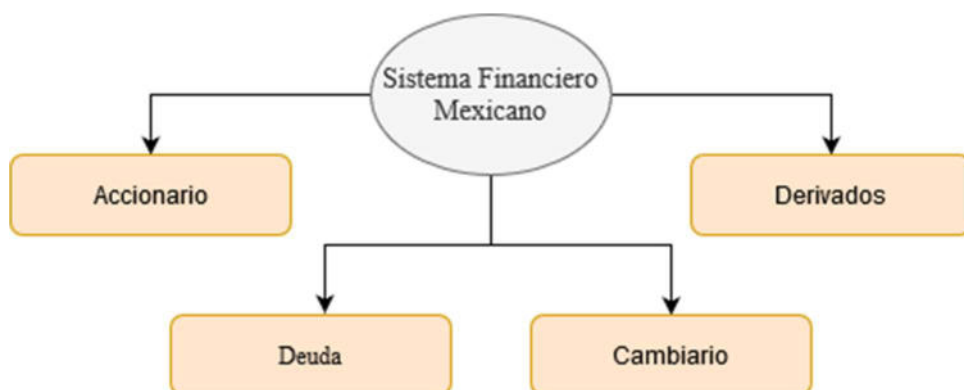 Sistema Financiero
Mexicano
Accionario
Derivados
Deuda
Cambiario